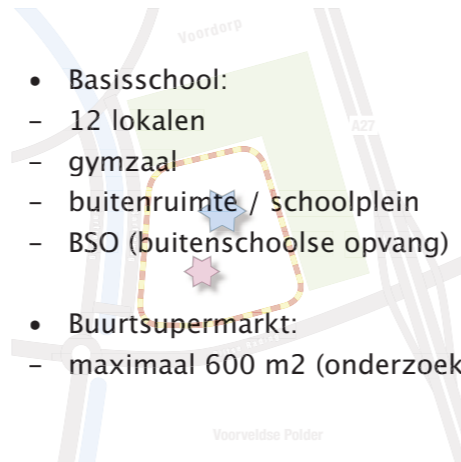 Voordorp
• Basisschool:
– 12 lokalen
A27
– gymzaal
– buitenruimte / schoolplein
– BSO (buitenschoolse opvang)
• Buurtsupermarkt:
– maximaal 600 m2 (onderzoek
Voorveldse Polder